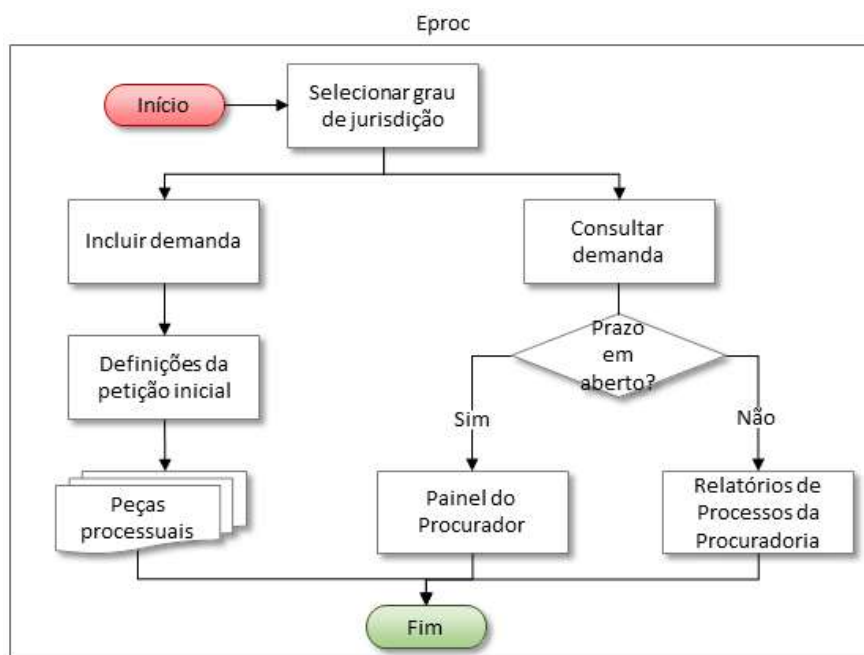 Eproc
Início
Selecionar grau
de jurisdição
Incluir demanda
Consultar
demanda
Definições da
petição inicial
Prazo
em
aberto?
Sim
Não
Peças
processuais
Painel do
Procurador
Relatórios de
Processos da
Procuradoria
Fim